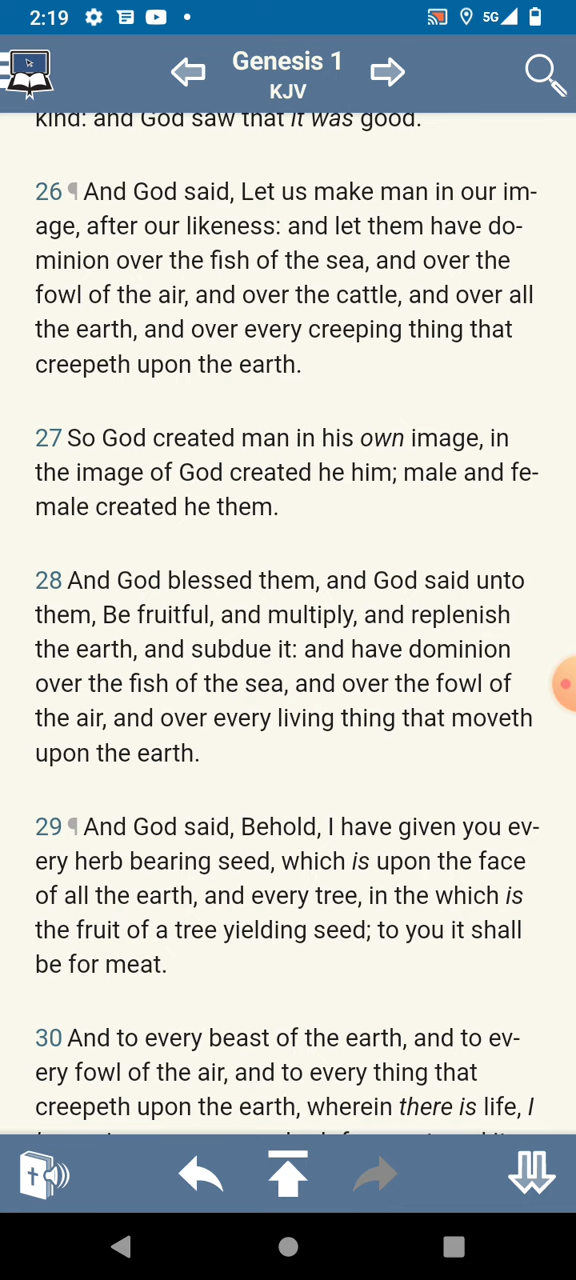 2:19
5G
Genesis 1
KJV
kind: and God saw that it was good.
26 ¶ And God said, Let us make man in our im-
age, after our likeness: and let them have do-
minion over the fish of the sea, and over the
fowl of the air, and over the cattle, and over all
the earth, and over every creeping thing that
creepeth upon the earth.
27 So God created man in his own image, in
the image of God created he him; male and fe-
male created he them.
28 And God blessed them, and God said unto
them, Be fruitful, and multiply, and replenish
the earth, and subdue it: and have dominion
over the fish of the sea, and over the fowl of
the air, and over every living thing that moveth
upon the earth.
29 ¶ And God said, Behold, I have given you ev-
ery herb bearing seed, which is upon the face
of all the earth, and every tree, in the which is
the fruit of a tree yielding seed; to you it shall
be for meat.
30 And to every beast of the earth, and to ev-
ery fowl of the air, and to every thing that
creepeth upon the earth, wherein there is life, I